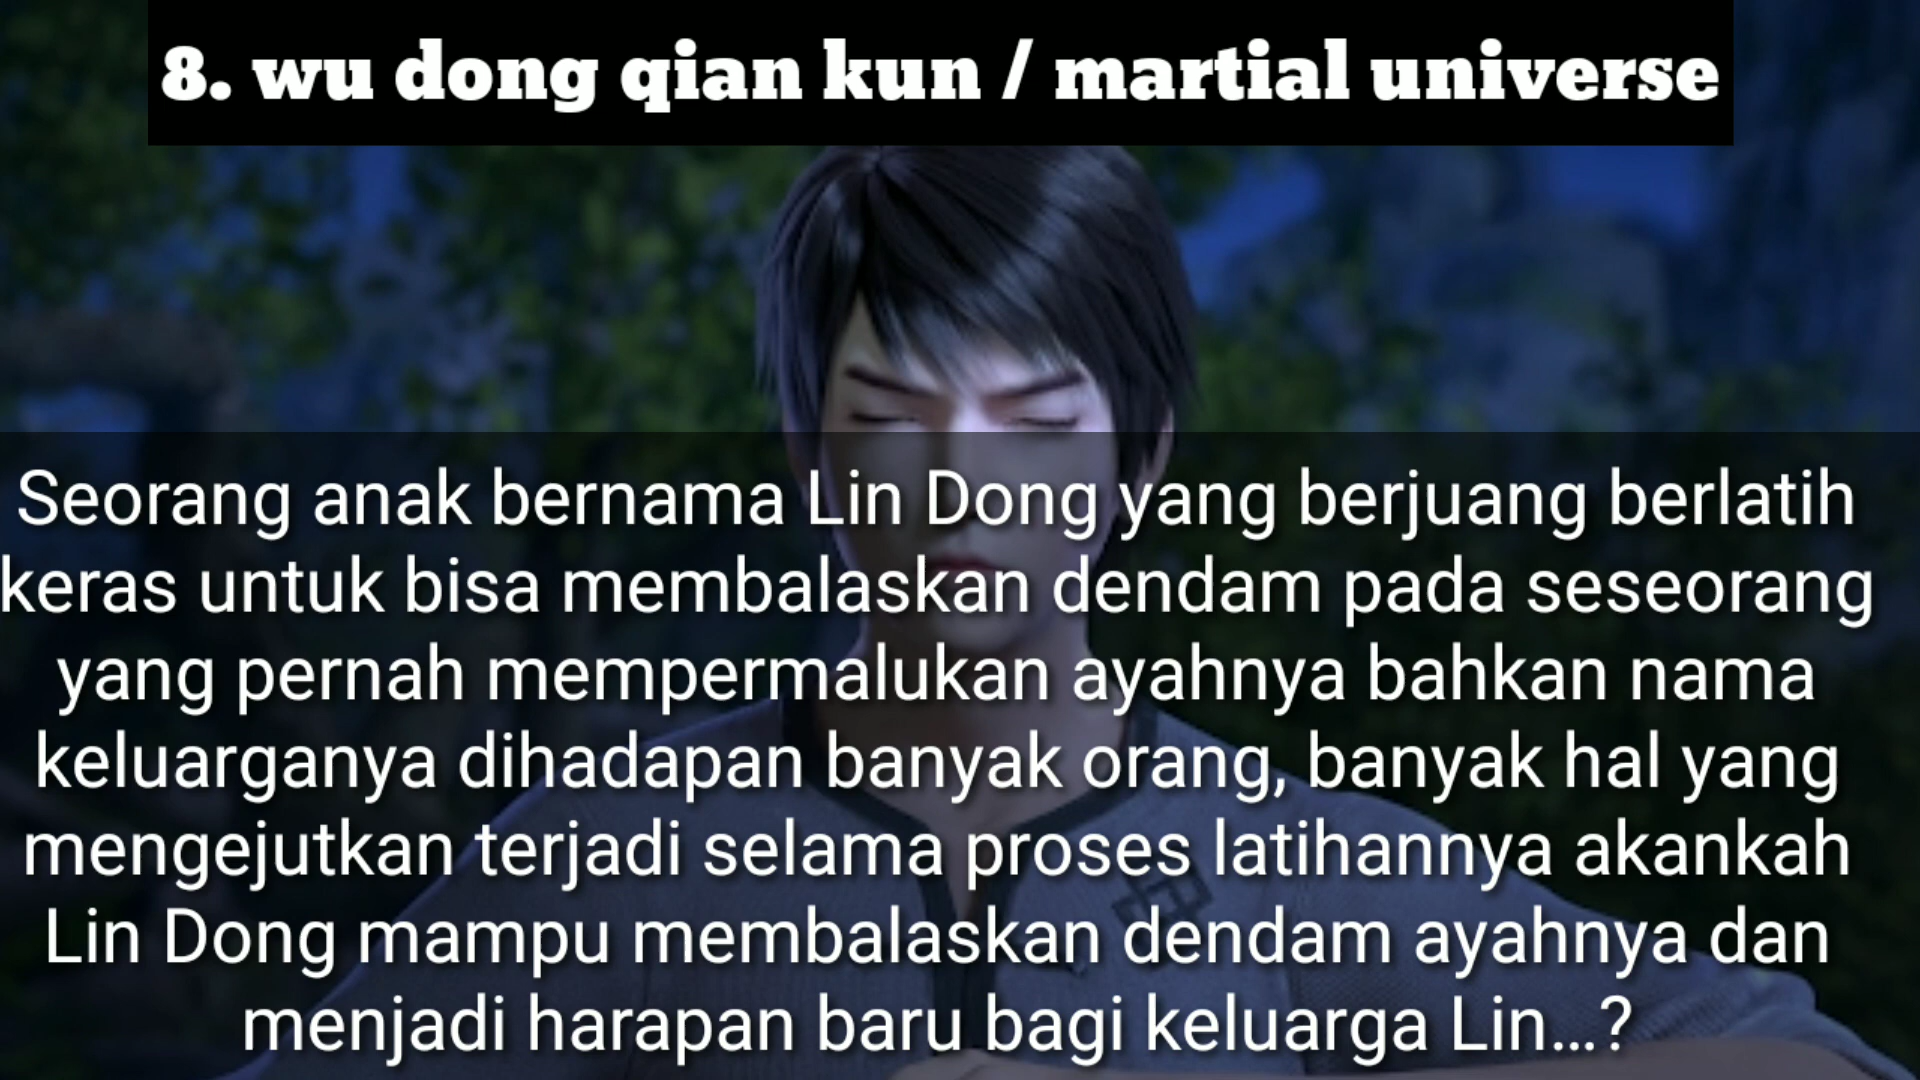 8. wu dong qian kun / martial universe
Seorang anak bernama Lin Dong yang berjuang berlatih
keras untuk bisa membalaskan dendam pada seseorang
yang pernah mempermalukan ayahnya bahkan nama
keluarganya dihadapan banyak orang, banyak hal yang
mengejutkan terjadi selama proses latihannya akankah
Lin Dong mampu membalaskan dendam ayahnya dan
menjadi harapan baru bagi keluarga Lin...?